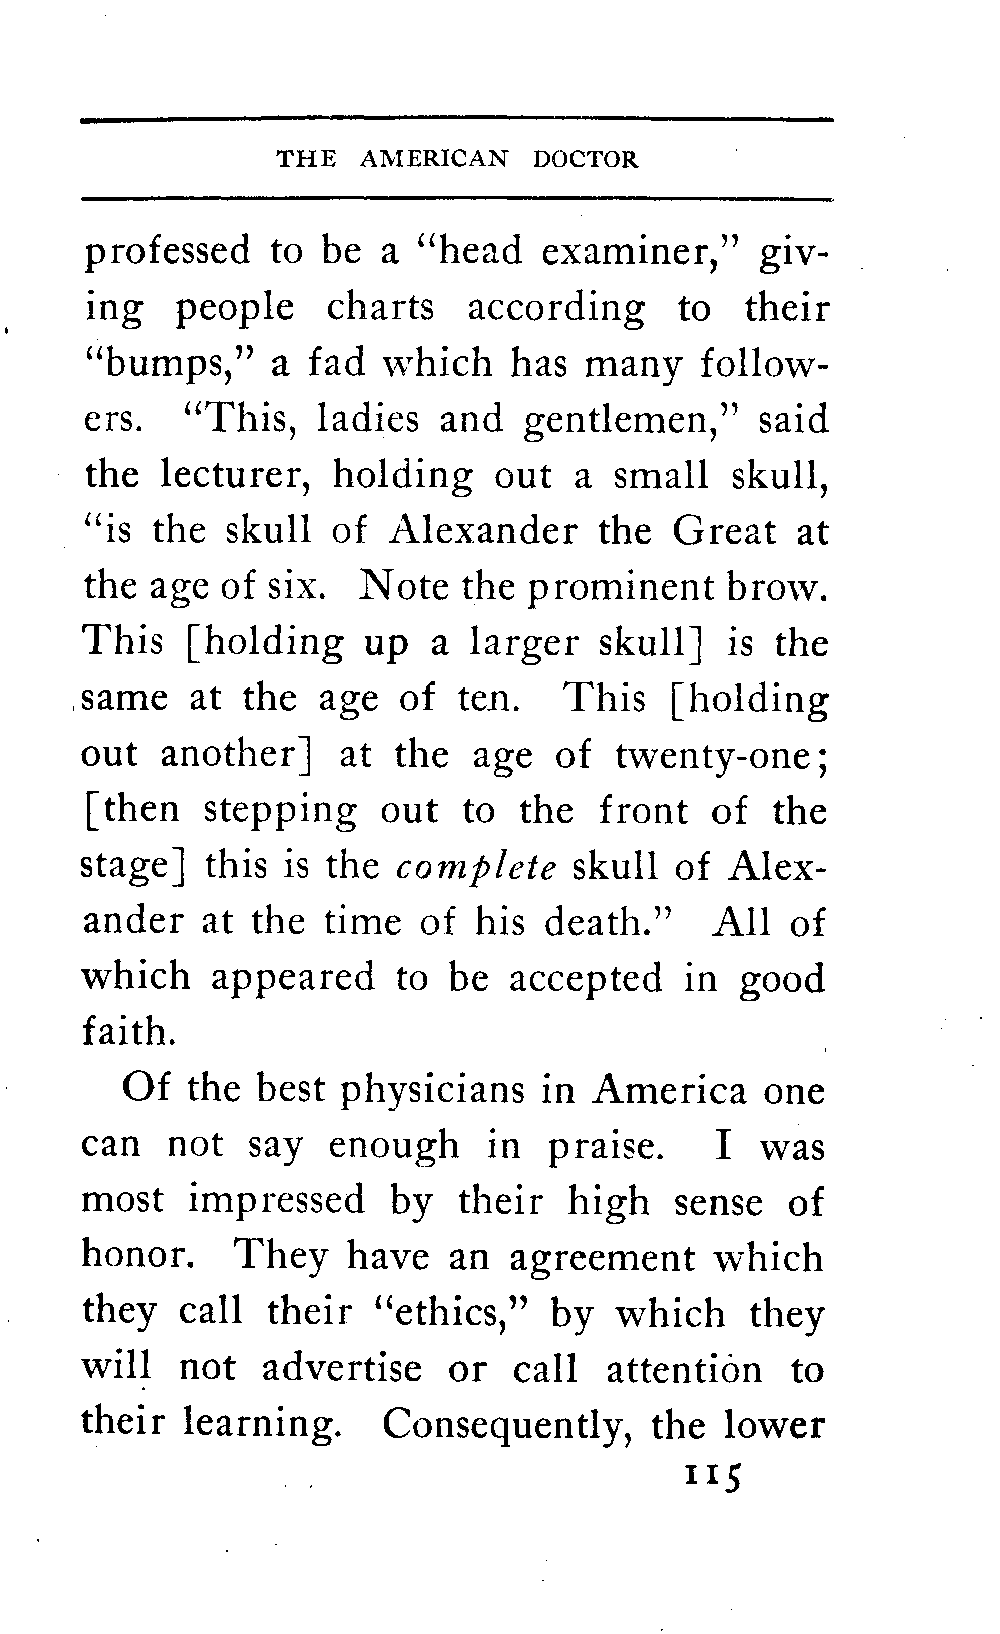 THE AMERICAN DOCTOR
professed to be a “head examiner,” giv-
ing people charts according to their
“bumps,” a fad which has many follow-
ers. “This, ladies and gentlemen,” said
the lecturer, holding out a small skull,
“is the skull of Alexander the Great at
the age of six. Note the prominent brow.
This [holding up a larger skull] is the
same at the age of ten. This [holding
out another] at the age of twenty-one;
[then stepping out to the front of the
stage] this is the complete skull of Alex-
ander at the time of his death.” All of
which appeared to be accepted in good
faith.
Of the best physicians in America one
can not say enough in praise. I was
most impressed by their high sense of
honor. They have an agreement which
they call their “ethics,” by which they
will not advertise or call attention to
their learning. Consequently, the lower
115